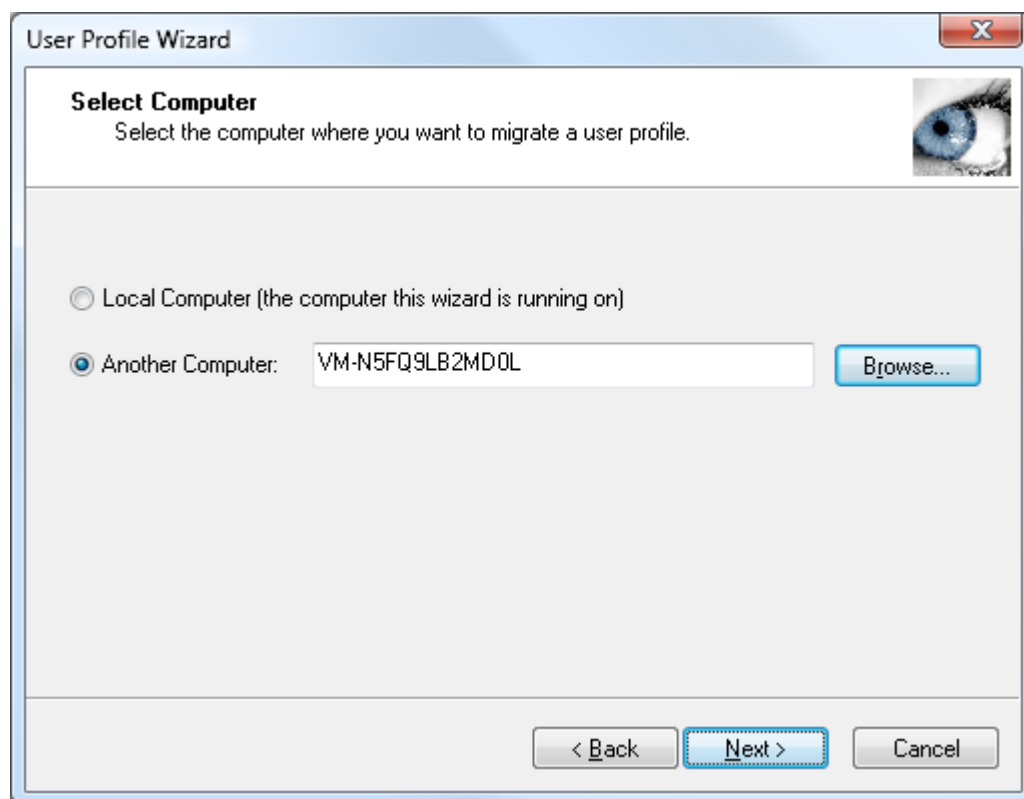 User Profile Wizard
Select Computer
Select the computer where you want to migrate a user profile.
Local Computer (the computer this wizard is running on)
Another Computer: VM-N5FQ9LB2MD0L Browse...
< Back Next > Cancel